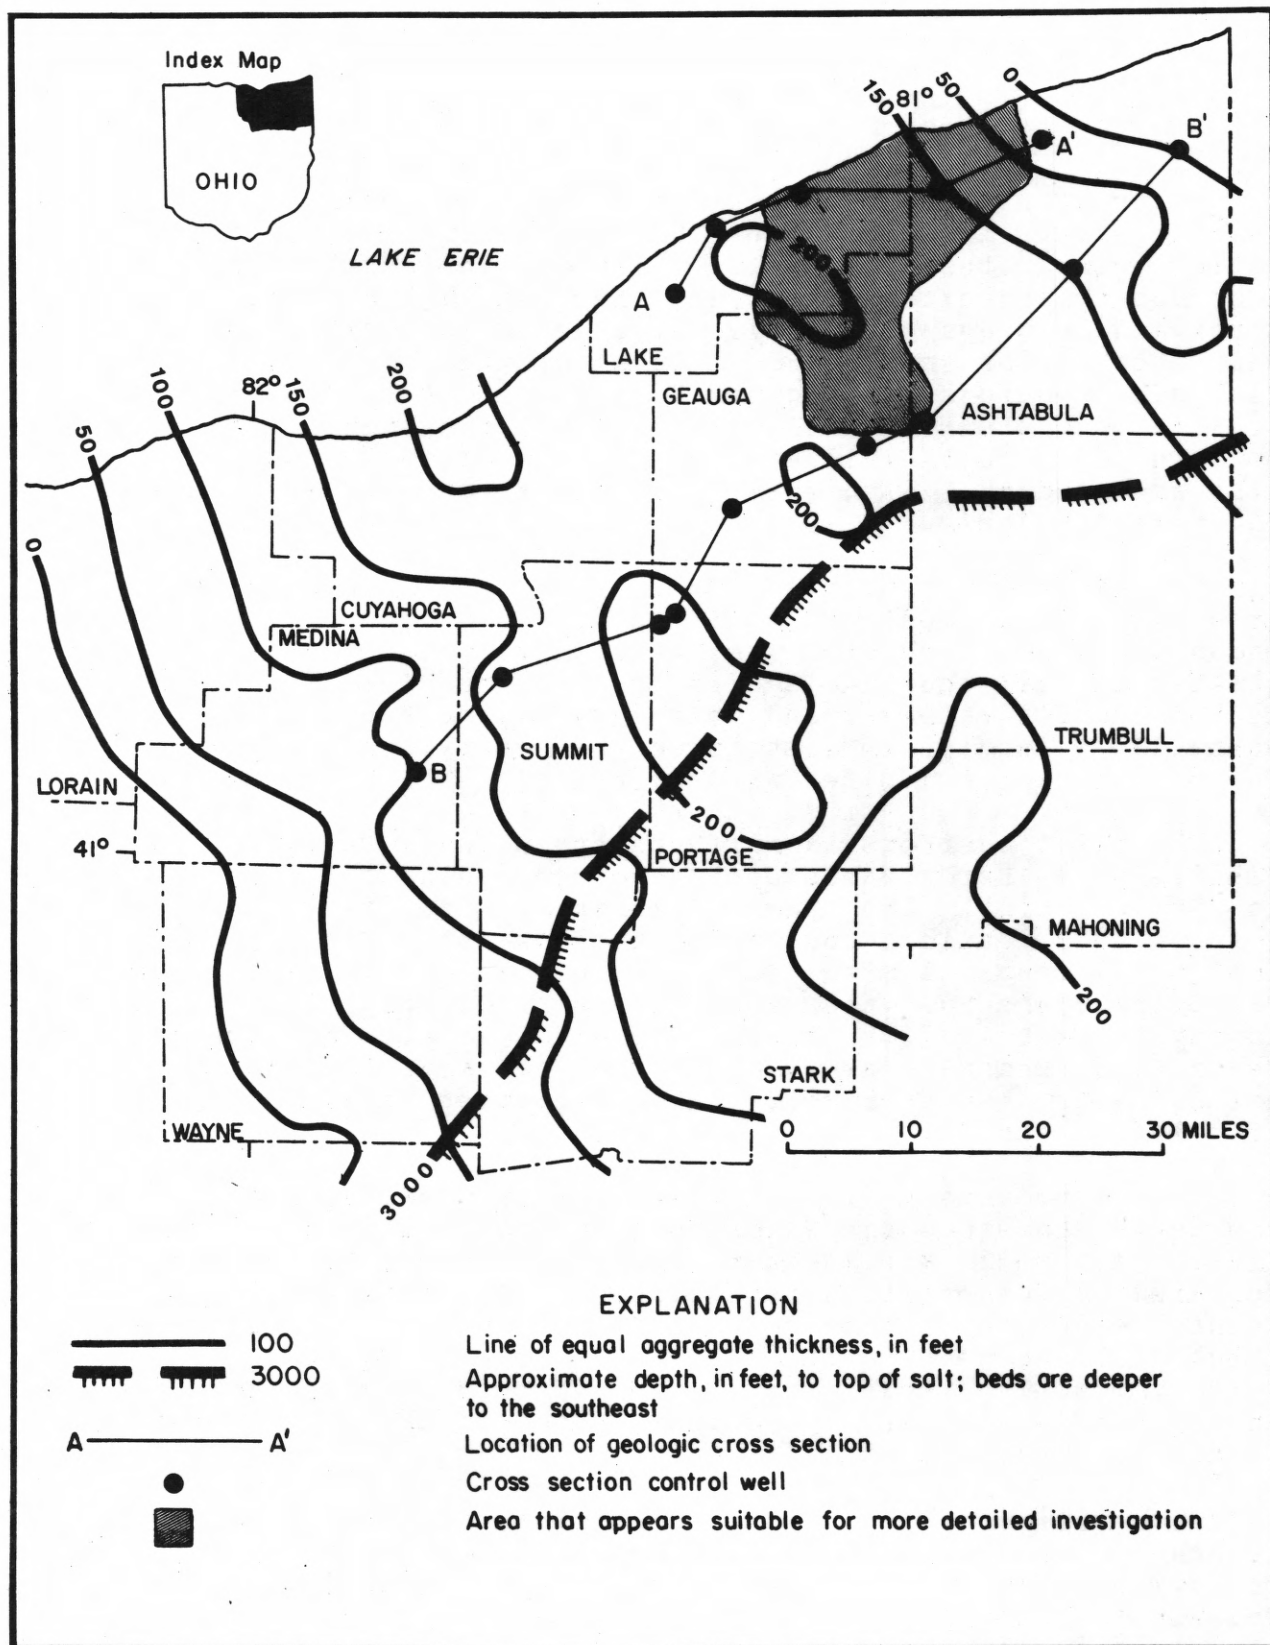 Index Map
OHIO
LAKE ERIE
150
81°
50
0
A'
B'
200
A
LAKE
GEAUGA
ASHTABULA
200
82°
150
100
50
0
200
CUYAHOGA
MEDINA
B
SUMMIT
TRUMBULL
LORAIN
200
41°
PORTAGE
MAHONING
200
STARK
WAYNE
0 10 20 30 MILES
3000
EXPLANATION
100 Line of equal aggregate thickness, in feet
3000 Approximate depth, in feet, to top of salt; beds are deeper
to the southeast
A A' Location of geologic cross section
Cross section control well
Area that appears suitable for more detailed investigation